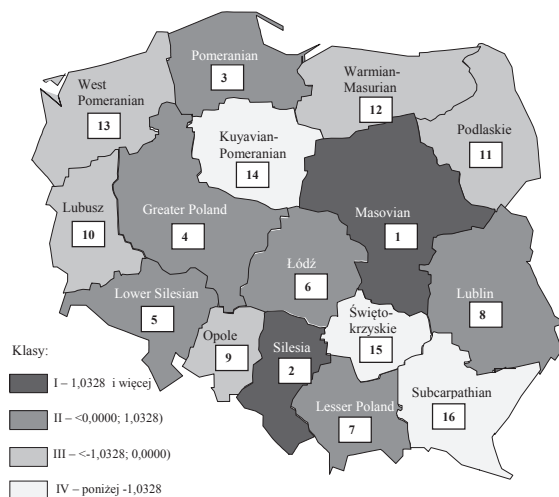 Pomeranian
3
West
Pomeranian
13
Warmian-
Masurian
12
Kuyavian-
Pomeranian
14
Podlaskie
11
Lubusz
10
Greater Poland
4
Masovian
1
Łódź
6
Lower Silesian
5
Lublin
8
Opole
9
Silesia
2
Święto-
krzyskie
15
Lesser Poland
7
Subcarpathian
16
Klasy:
I – 1,0328 i więcej
II – <0,0000; 1,0328)
III – <-1,0328; 0,0000)
IV – poniżej -1,0328